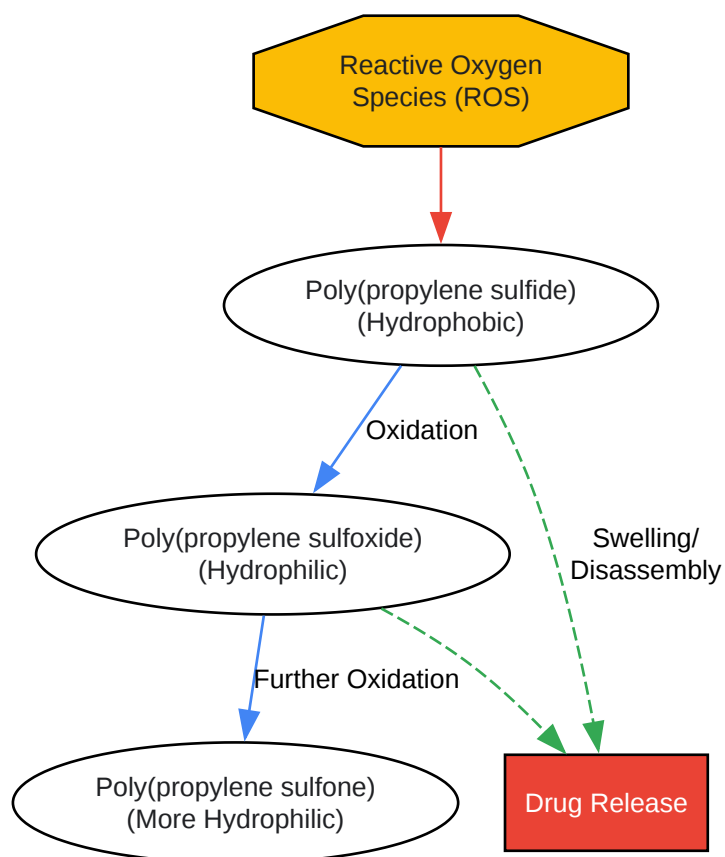 Reactive Oxygen
Species (ROS)
Poly(propylene sulfide)
(Hydrophobic)
Oxidation
Poly(propylene sulfoxide)
(Hydrophilic)
Swelling/
Disassembly
Further Oxidation
Poly(propylene sulfone)
(More Hydrophilic)
Drug Release